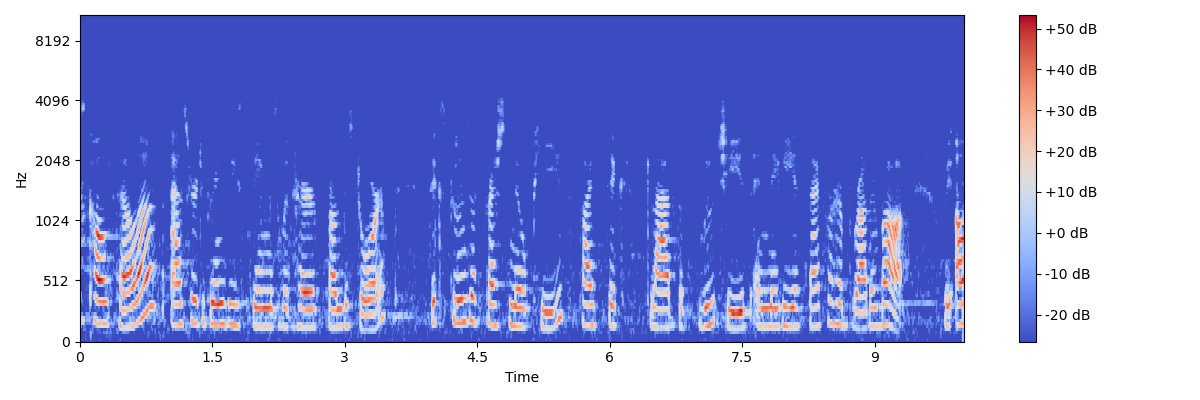 8192
4096
2048
1024
512
0
Hz
0 1.5 3 4.5 6 7.5 9
Time
+50 dB
+40 dB
+30 dB
+20 dB
+10 dB
+0 dB
-10 dB
-20 dB